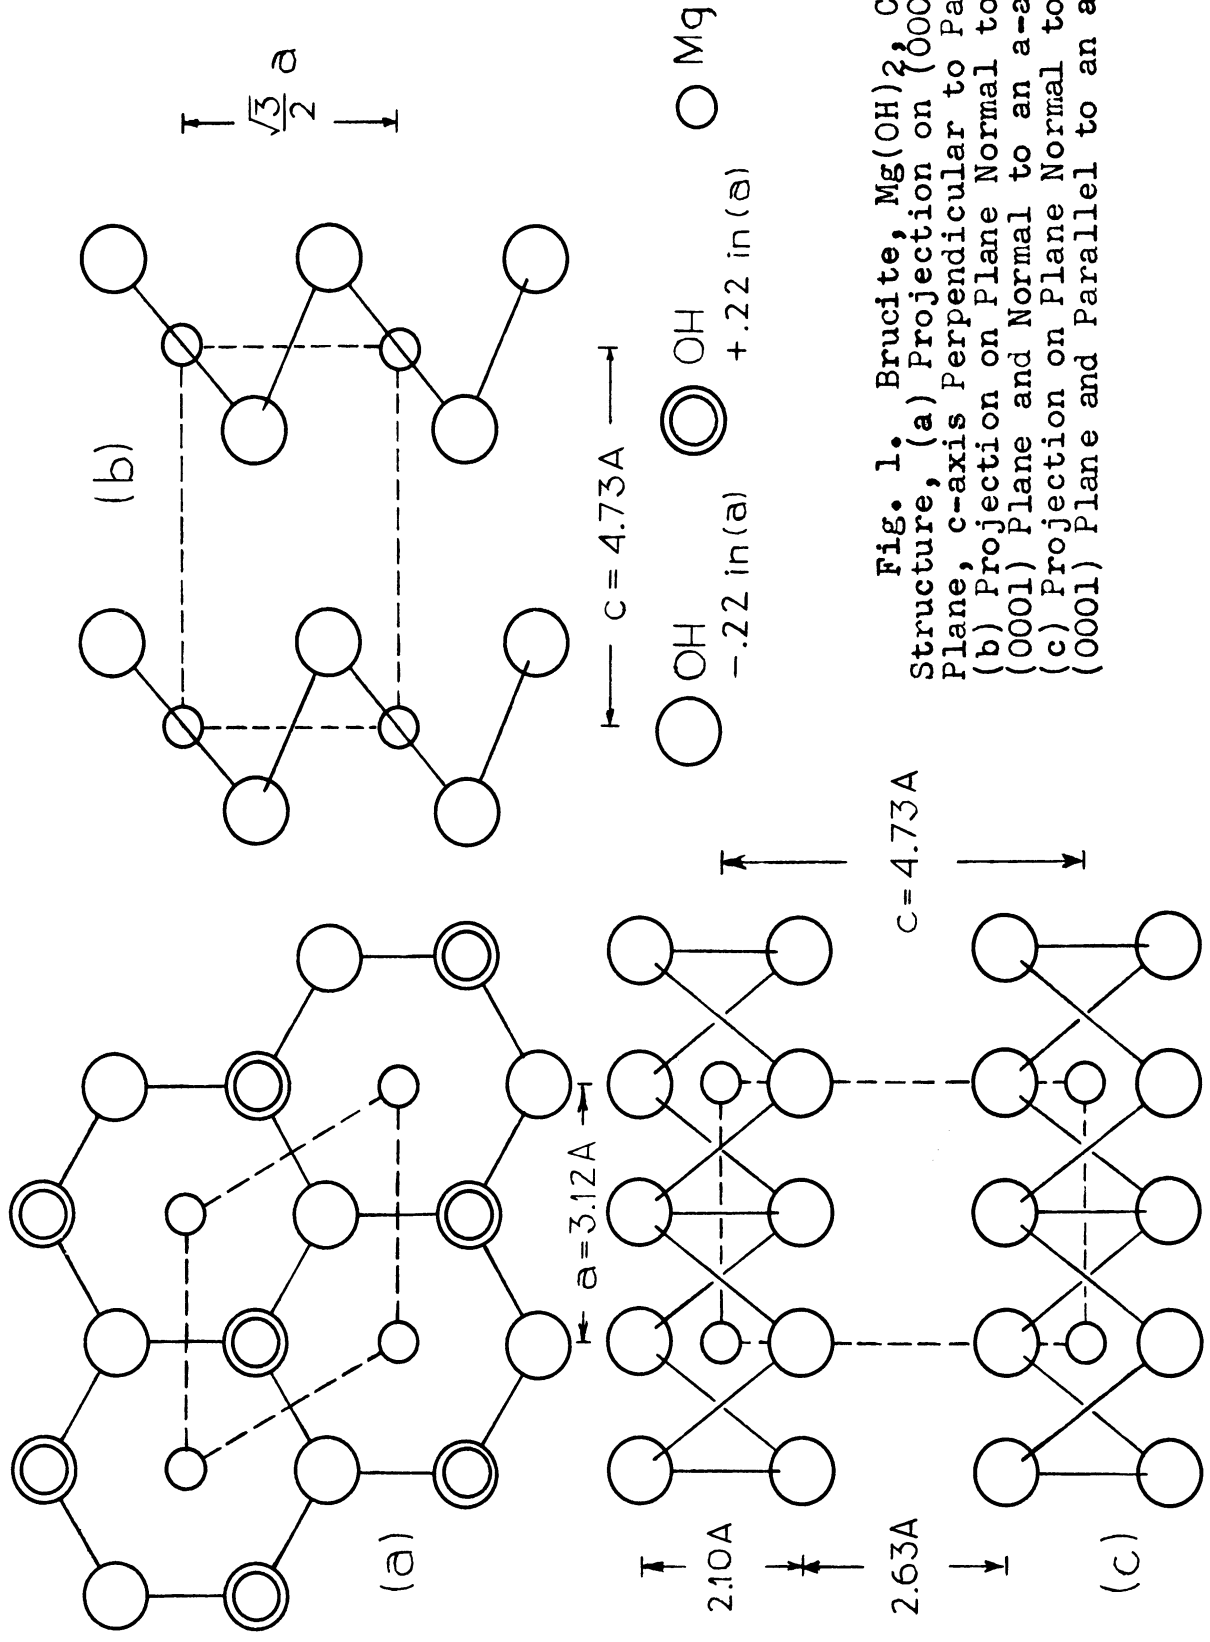 (a)
a=3.12A
(b)
√3/2 a
c=4.73A
OH
-.22 in(a)
OH
+.22 in(a)
Mg
2.10A
2.63A
(c)
c=4.73A
Fig. 1. Brucite, Mg(OH)2, C
Structure, (a) Projection on (000
Plane, c-axis Perpendicular to Pa
(b) Projection on Plane Normal to
(0001) Plane and Normal to an a-a
(c) Projection on Plane Normal to
(0001) Plane and Parallel to an a